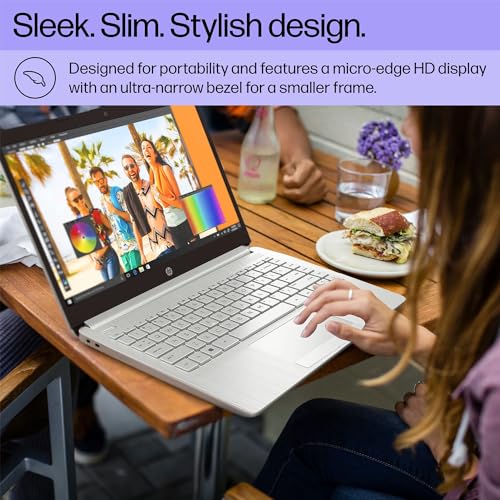 Sleek. Slim. Stylish design.
Designed for portability and features a micro-edge HD display
with an ultra-narrow bezel for a smaller frame.
hp